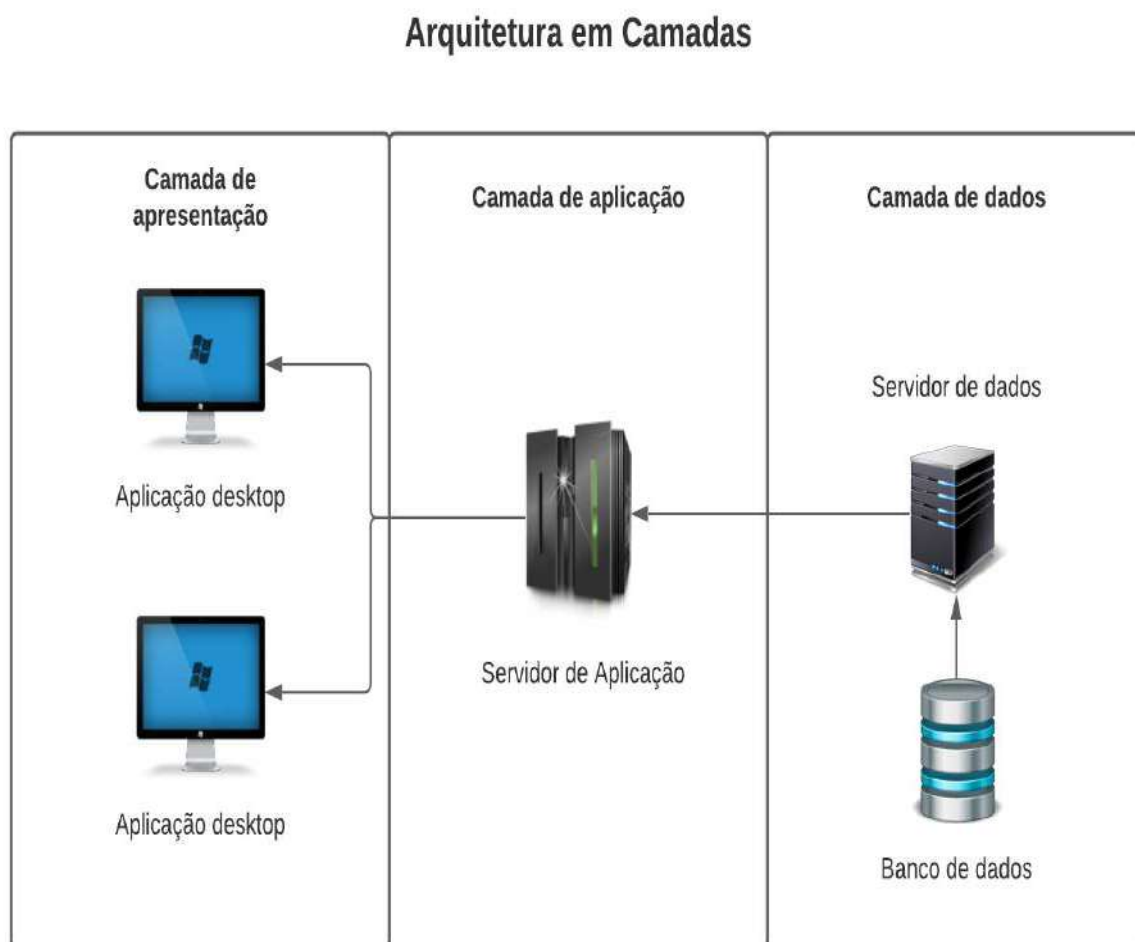 Arquitetura em Camadas
Camada de
apresentação
Aplicação desktop
Aplicação desktop
Camada de aplicação
Servidor de Aplicação
Camada de dados
Servidor de dados
Banco de dados